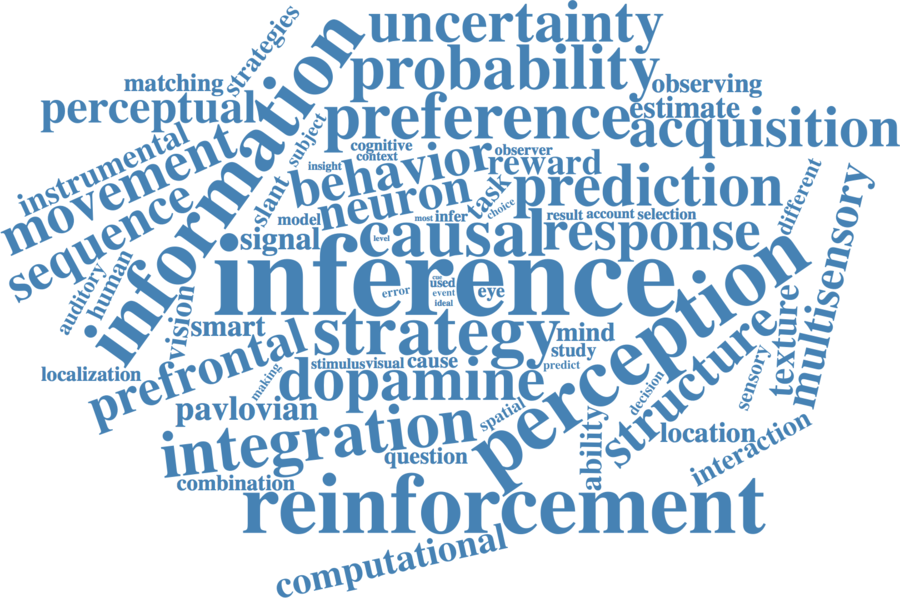 uncertainty
strategies
information
probability
matching
observing
perceptual
preference
estimate
acquisition
subject
instrumental
cognitive
context
observer
movement
behavior
reward
insight
prediction
different
slant
neuron
task
choice
sequence
model
most
infer
result
account
selection
multisensory
signal
causal
level
response
human
auditory
inference
cue
used
error
event
ideal
eye
perception
vision
smart
strategy
mind
texture
structure
prefrontal
localization
stimulus
visual
cause
study
predict
sensory
making
dopamine
decision
pavlovian
spatial
ability
integration
location
interaction
question
combination
reinforcement
computational